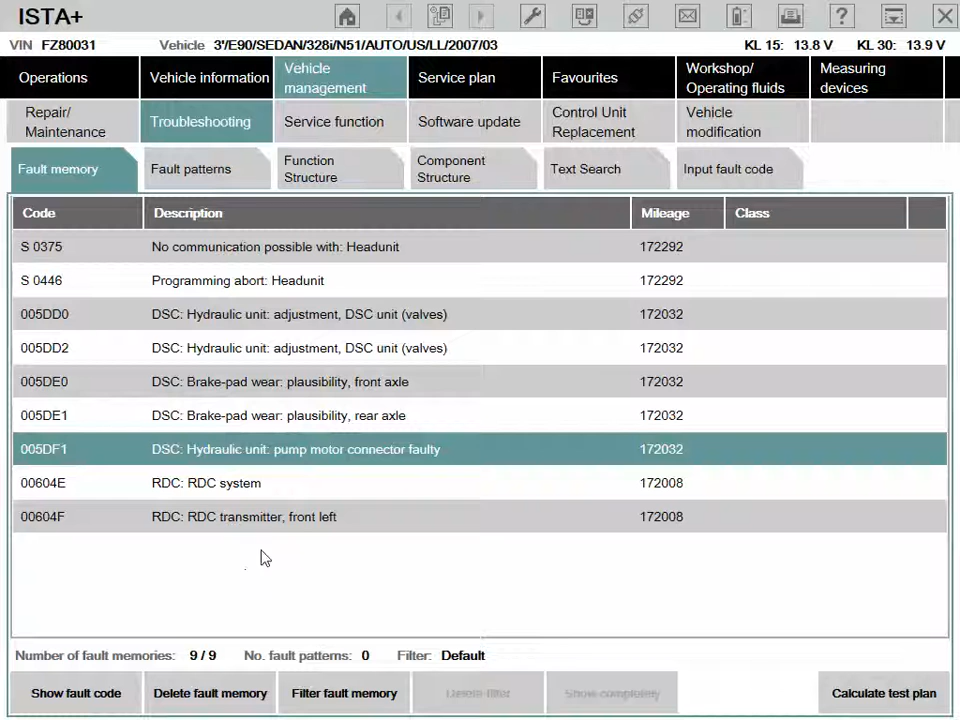 ISTA+
VIN FZ80031 Vehicle 3'/E90/SEDAN/328i/N51/AUTO/US/LL/2007/03 KL 15: 13.8 V KL 30: 13.9 V
Operations Vehicle information Vehicle management Service plan Favourites Workshop/ Operating fluids Measuring devices
Repair/ Maintenance Troubleshooting Service function Software update Control Unit Replacement Vehicle modification
Fault memory Fault patterns Function Structure Component Structure Text Search Input fault code
Code Description Mileage Class
S 0375 No communication possible with: Headunit 172292
S 0446 Programming abort: Headunit 172292
005DD0 DSC: Hydraulic unit: adjustment, DSC unit (valves) 172032
005DD2 DSC: Hydraulic unit: adjustment, DSC unit (valves) 172032
005DE0 DSC: Brake-pad wear: plausibility, front axle 172032
005DE1 DSC: Brake-pad wear: plausibility, rear axle 172032
005DF1 DSC: Hydraulic unit: pump motor connector faulty 172032
00604E RDC: RDC system 172008
00604F RDC: RDC transmitter, front left 172008
Number of fault memories: 9 / 9 No. fault patterns: 0 Filter: Default
Show fault code Delete fault memory Filter fault memory Delete filter Show completely Calculate test plan